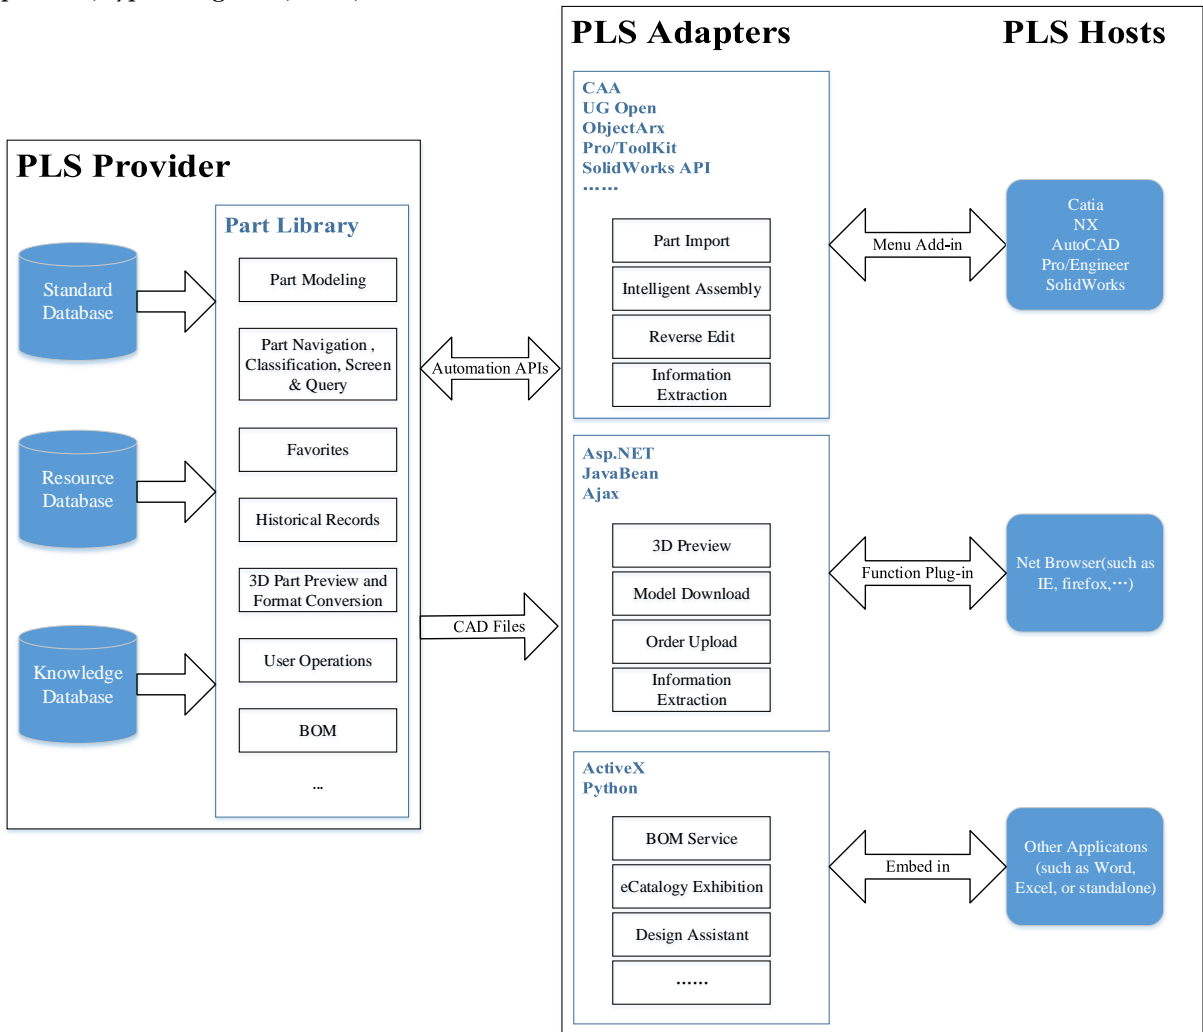 PLS Provider
Standard
Database
Resource
Database
Knowledge
Database
Part Library
Part Modeling
Part Navigation ,
Classification, Screen
& Query
Favorites
Historical Records
3D Part Preview and
Format Conversion
User Operations
BOM
...
Automation APIs
CAD Files
PLS Adapters
CAA
UG Open
ObjectArx
Pro/ToolKit
SolidWorks API
……
Part Import
Intelligent Assembly
Reverse Edit
Information
Extraction
Asp.NET
JavaBean
Ajax
3D Preview
Model Download
Order Upload
Information
Extraction
ActiveX
Python
BOM Service
eCatalogy Exhibition
Design Assistant
……
Menu Add-in
Function Plug-in
Embed in
PLS Hosts
Catia
NX
AutoCAD
Pro/Engineer
SolidWorks
Net Browser(such as
IE, firefox,…)
Other Applicatons
(such as Word,
Excel, or standalone)